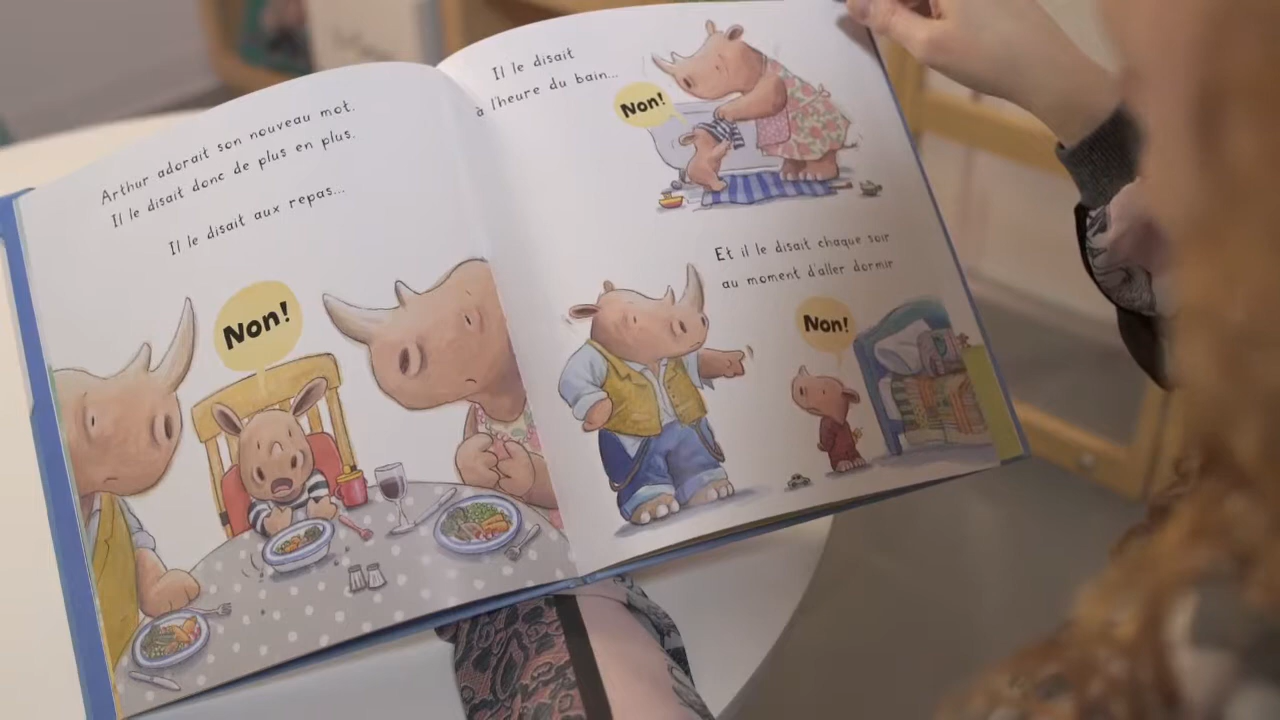 Arthur adorait son nouveau mot.
Il le disait donc de plus en plus.
Il le disait aux repas...
Non!
Il le disait
à l'heure du bain...
Non!
Et il le disait chaque soir
au moment d'aller dormir
Non!